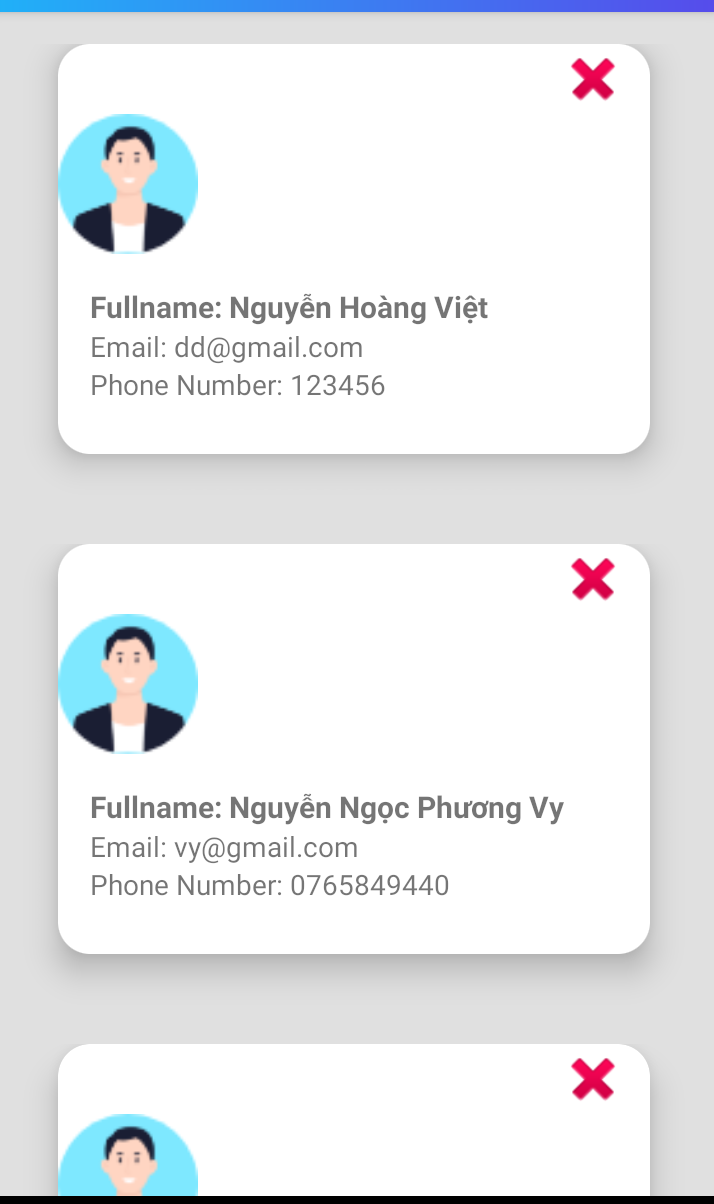 Fullname: Nguyễn Hoàng Việt
Email: dd@gmail.com
Phone Number: 123456
Fullname: Nguyễn Ngọc Phương Vy
Email: vy@gmail.com
Phone Number: 0765849440